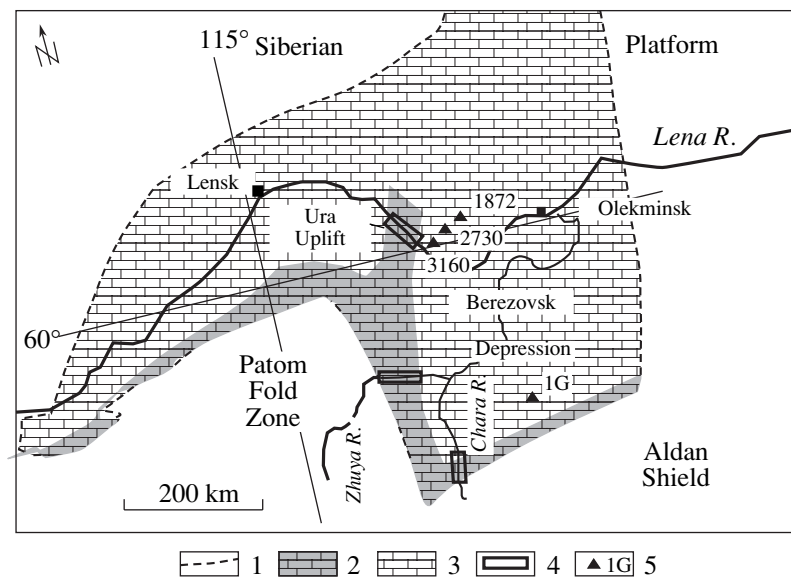 115° Siberian
Platform
Lena R.
Lensk
1872
Olekminsk
Ura
Uplift
2730
3160
Berezovsk
60°
Depression
Patom
Fold
Zone
1G
Chara R.
Zhuya R.
Aldan
Shield
200 km
1 2 3 4 1G 5
N